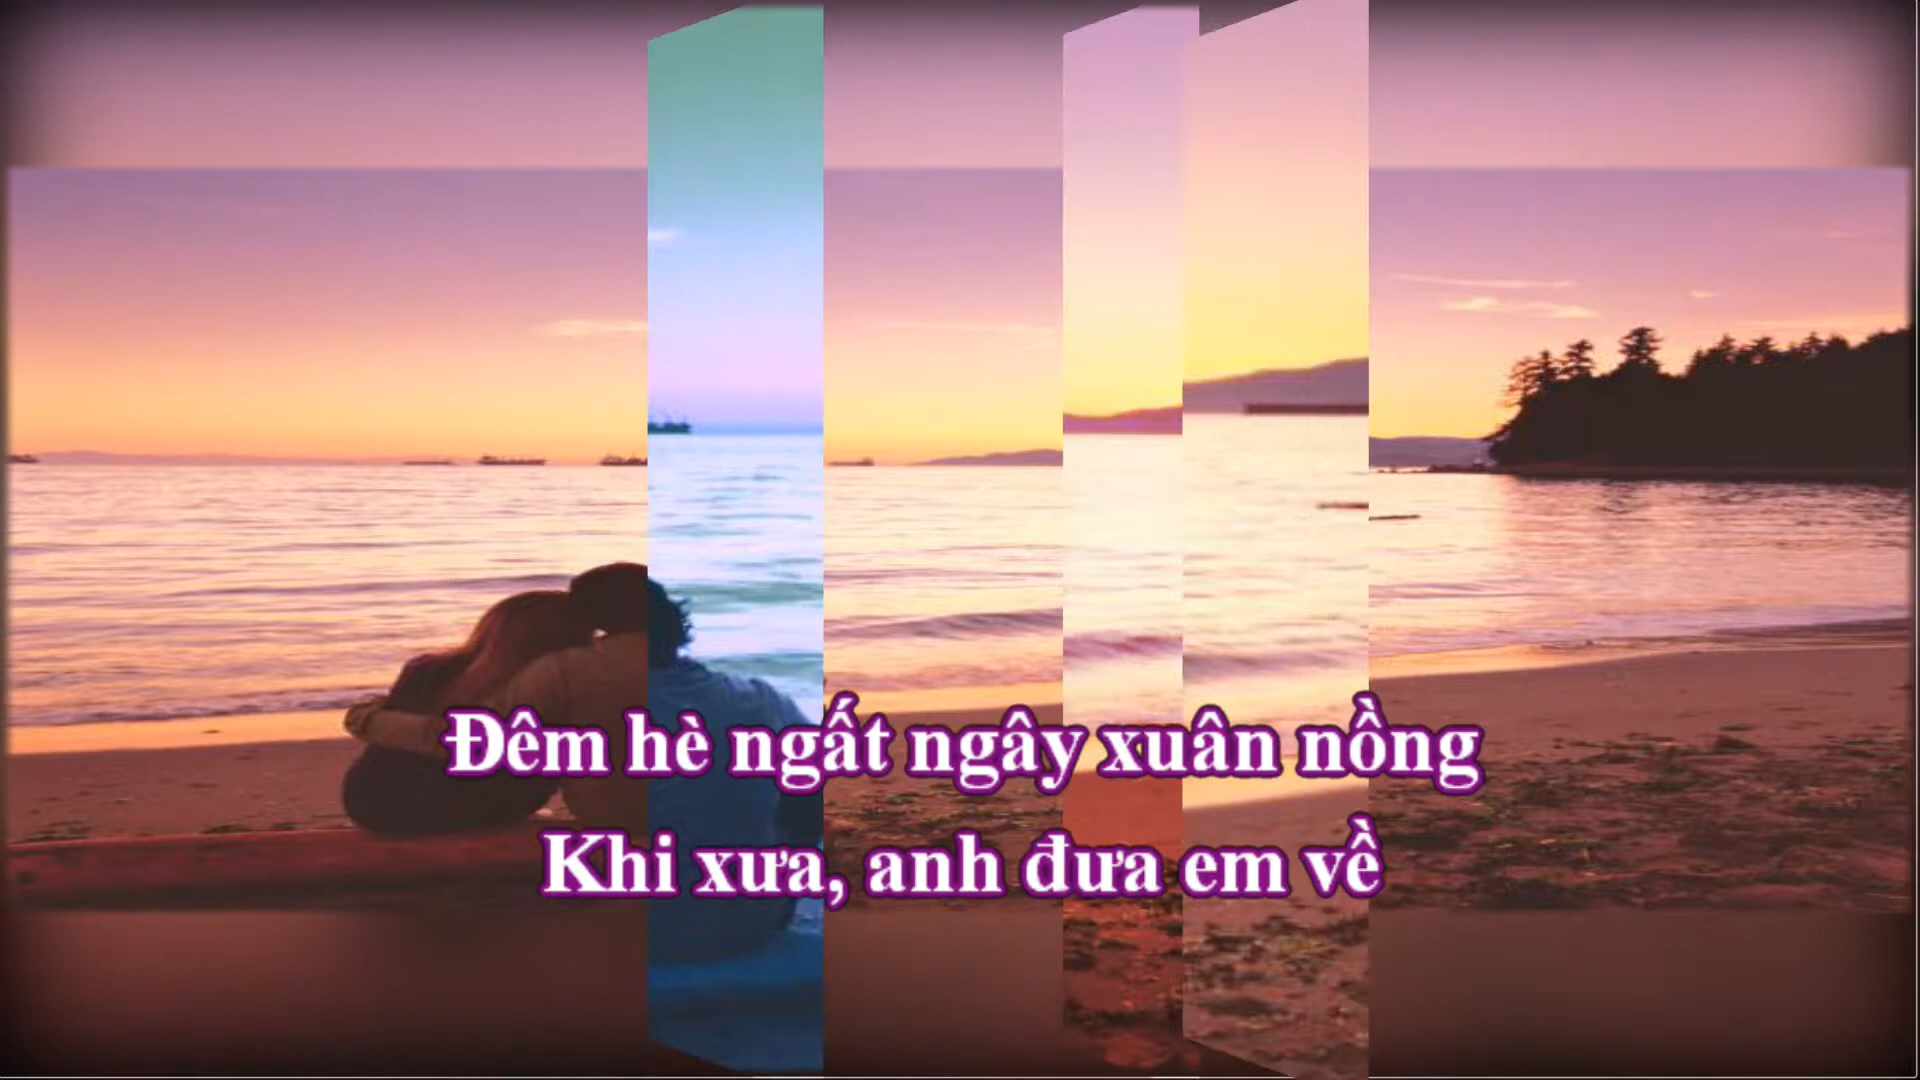 Đêm hè ngất ngây xuân nồng
Khi xưa, anh đưa em về